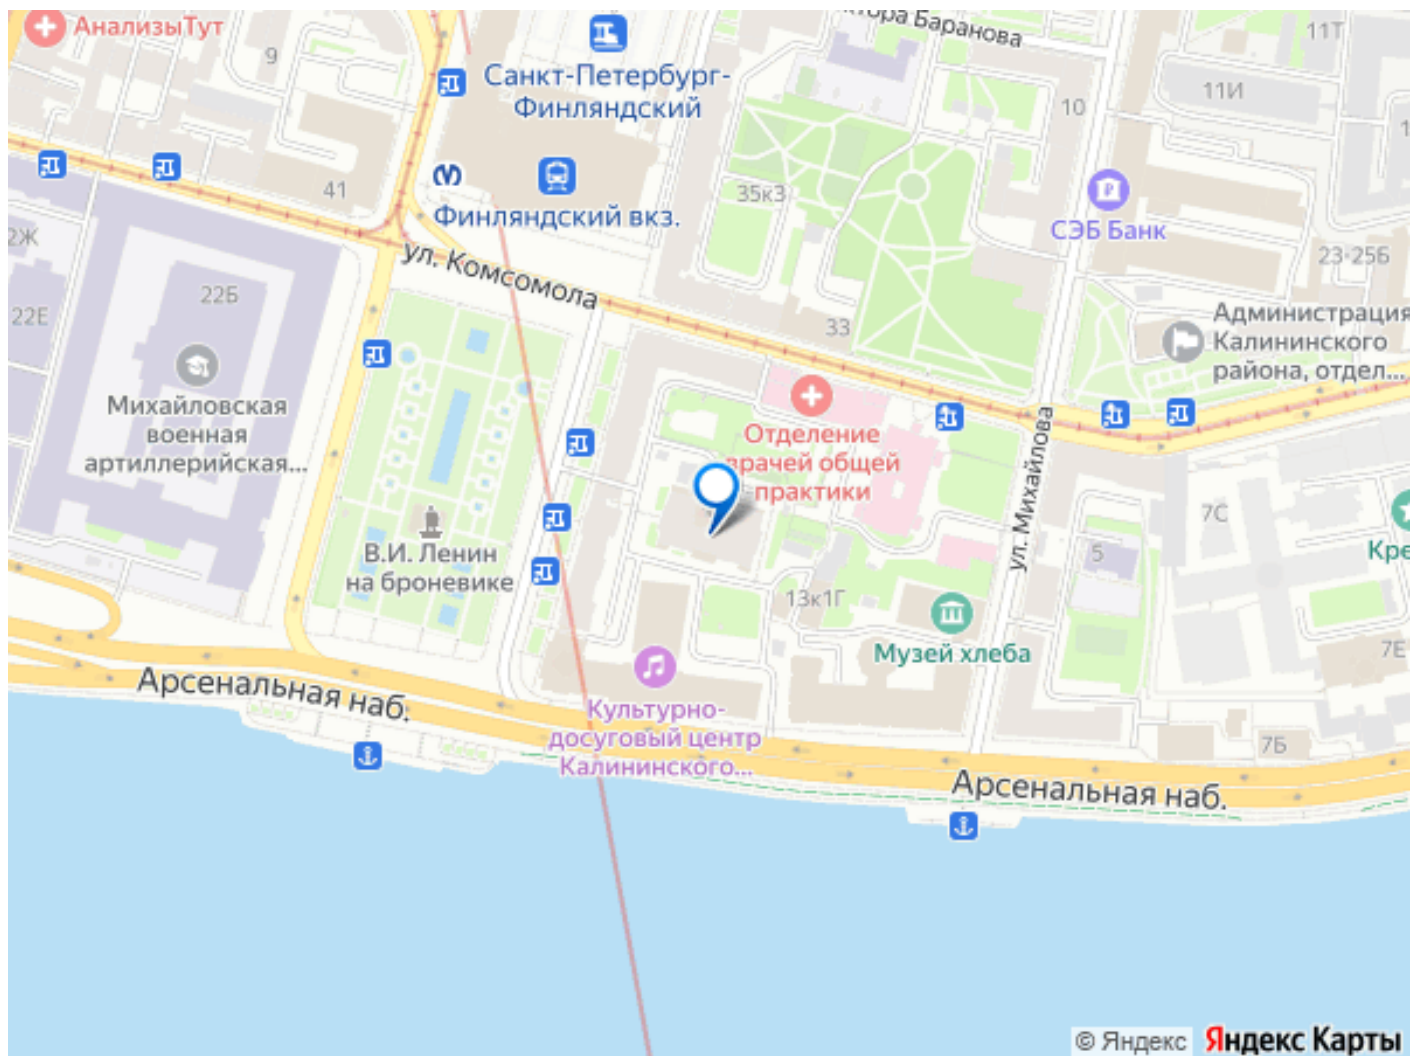 АнализыТут
9
Санкт-Петербург-
Финляндский
ктора Баранова
11Т
11И
10
41
35к3
Финляндский вкз.
СЭБ Банк
2Ж
ул. Комсомола
23-25Б
22Б
22Е
33
Администрация
Калининского
района, отдел...
Михайловская
военная
артиллерийская...
Отделение
врачей общей
практики
ул. Михайлова
7С
В.И. Ленин
на броневике
5
Кре
13к1Г
Музей хлеба
7Е
Арсенальная наб.
Культурно-
досуговый центр
Калининского...
7Б
Арсенальная наб.
© Яндекс Яндекс Карты